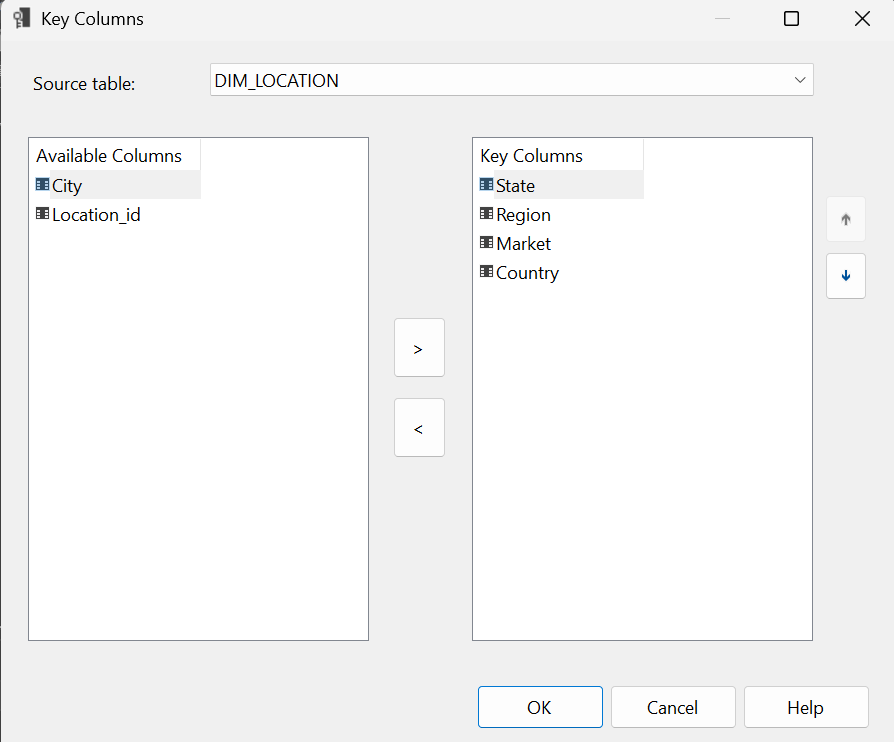 Key Columns
Source table:
DIM_LOCATION
Available Columns
City
Location_id
>
<
Key Columns
State
Region
Market
Country
OK
Cancel
Help